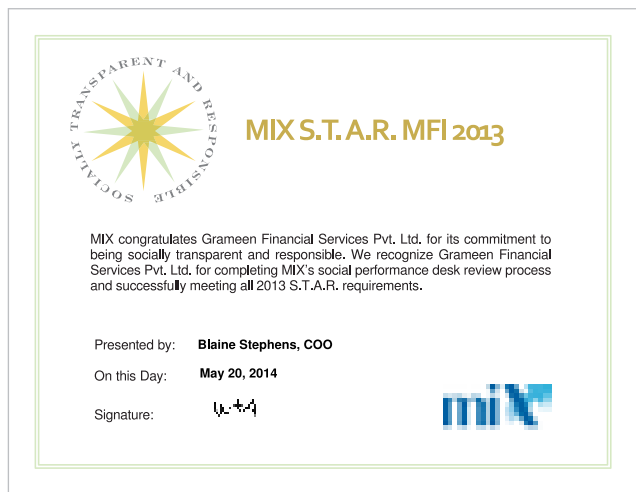 SOCIALLY TRANSPARENT AND RESPONSIBLE
MIX S.T.A.R. MFI 2013
MIX congratulates Grameen Financial Services Pvt. Ltd. for its commitment to
being socially transparent and responsible. We recognize Grameen Financial
Services Pvt. Ltd. for completing MIX's social performance desk review process
and successfully meeting all 2013 S.T.A.R. requirements.
Presented by: Blaine Stephens, COO
On this Day: May 20, 2014
Signature:
mix